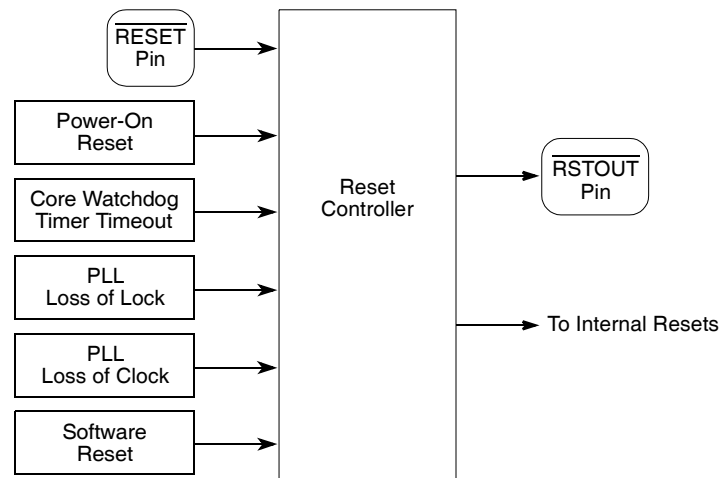 RESET
Pin
Power-On
Reset
Core Watchdog
Timer Timeout
PLL
Loss of Lock
PLL
Loss of Clock
Software
Reset
Reset
Controller
RSTOUT
Pin
To Internal Resets